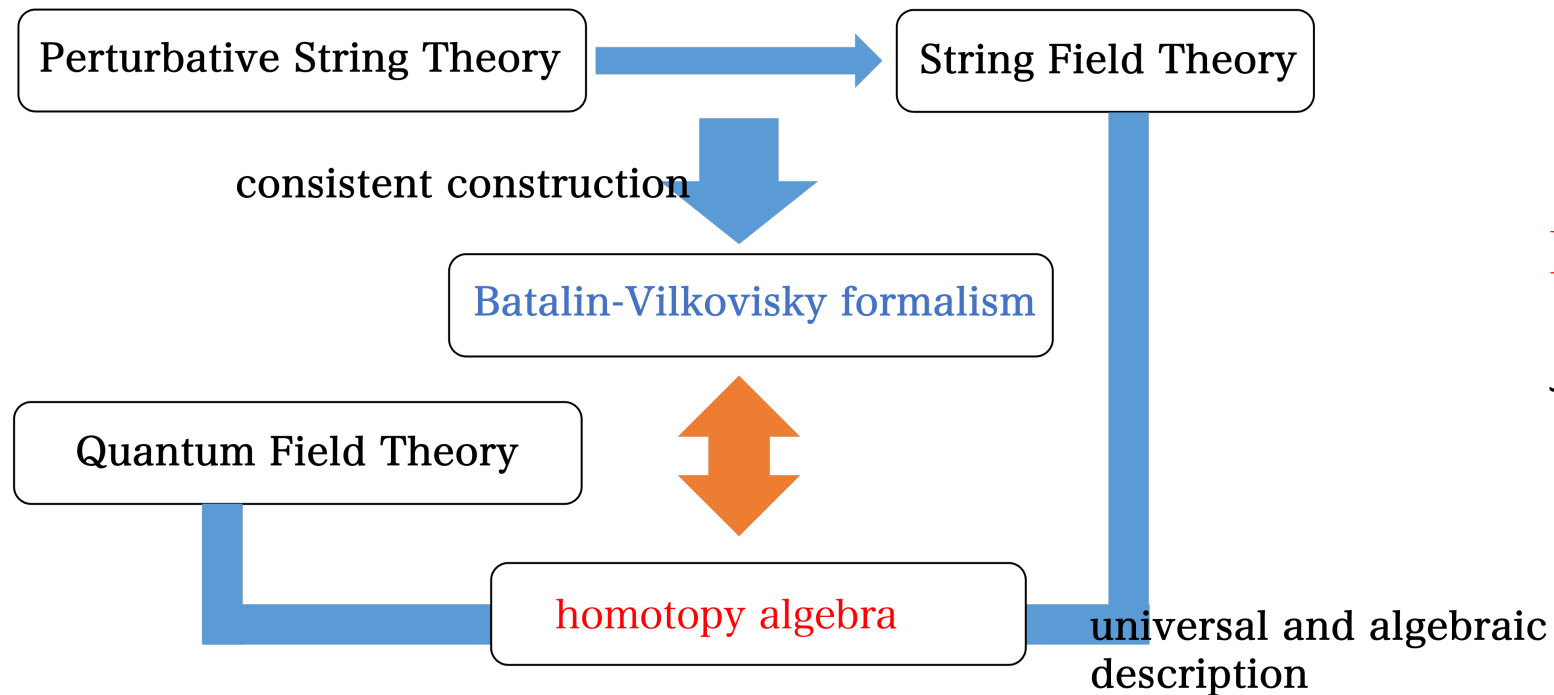 Perturbative String Theory
String Field Theory
consistent construction
Batalin-Vilkovisky formalism
Quantum Field Theory
homotopy algebra
universal and algebraic
description